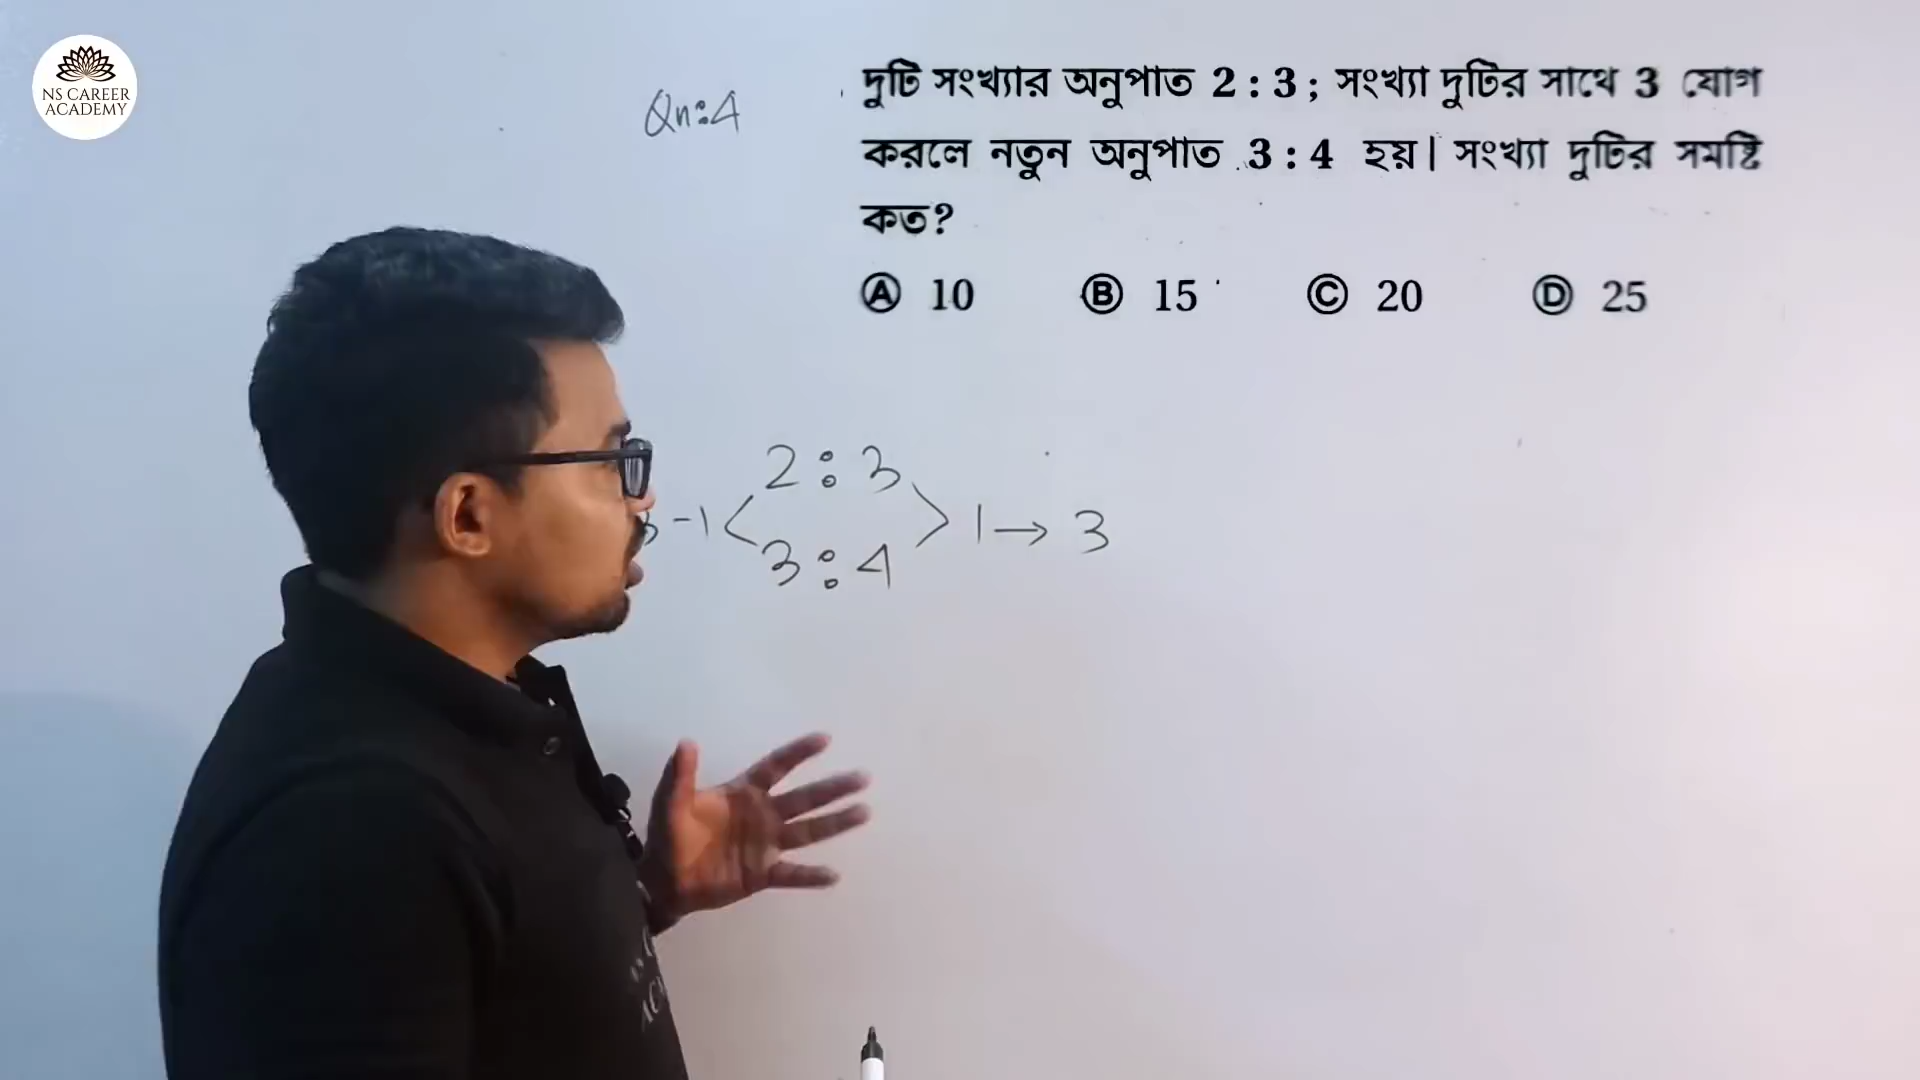 NS CAREER
ACADEMY
Qn:4
দুটি সংখ্যার অনুপাত 2 : 3 ; সংখ্যা দুটির সাথে 3 যোগ
করলে নতুন অনুপাত 3 : 4 হয়। সংখ্যা দুটির সমষ্টি
কত?
Ⓐ 10 Ⓑ 15 Ⓒ 20 Ⓓ 25
2 : 3
-1 < > 1 → 3
3 : 4